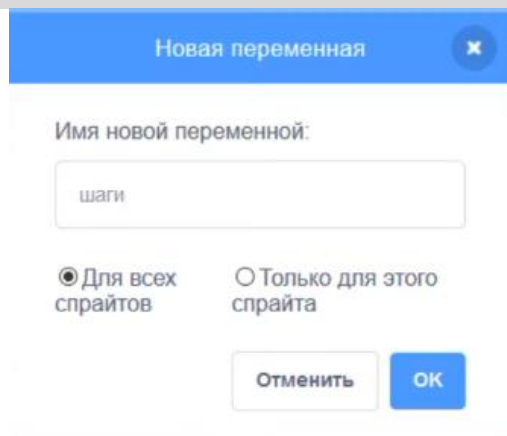 Новая переменная
Имя новой переменной:
шаги
Для всех Только для этого
спрайтов спрайта
Отменить ОК